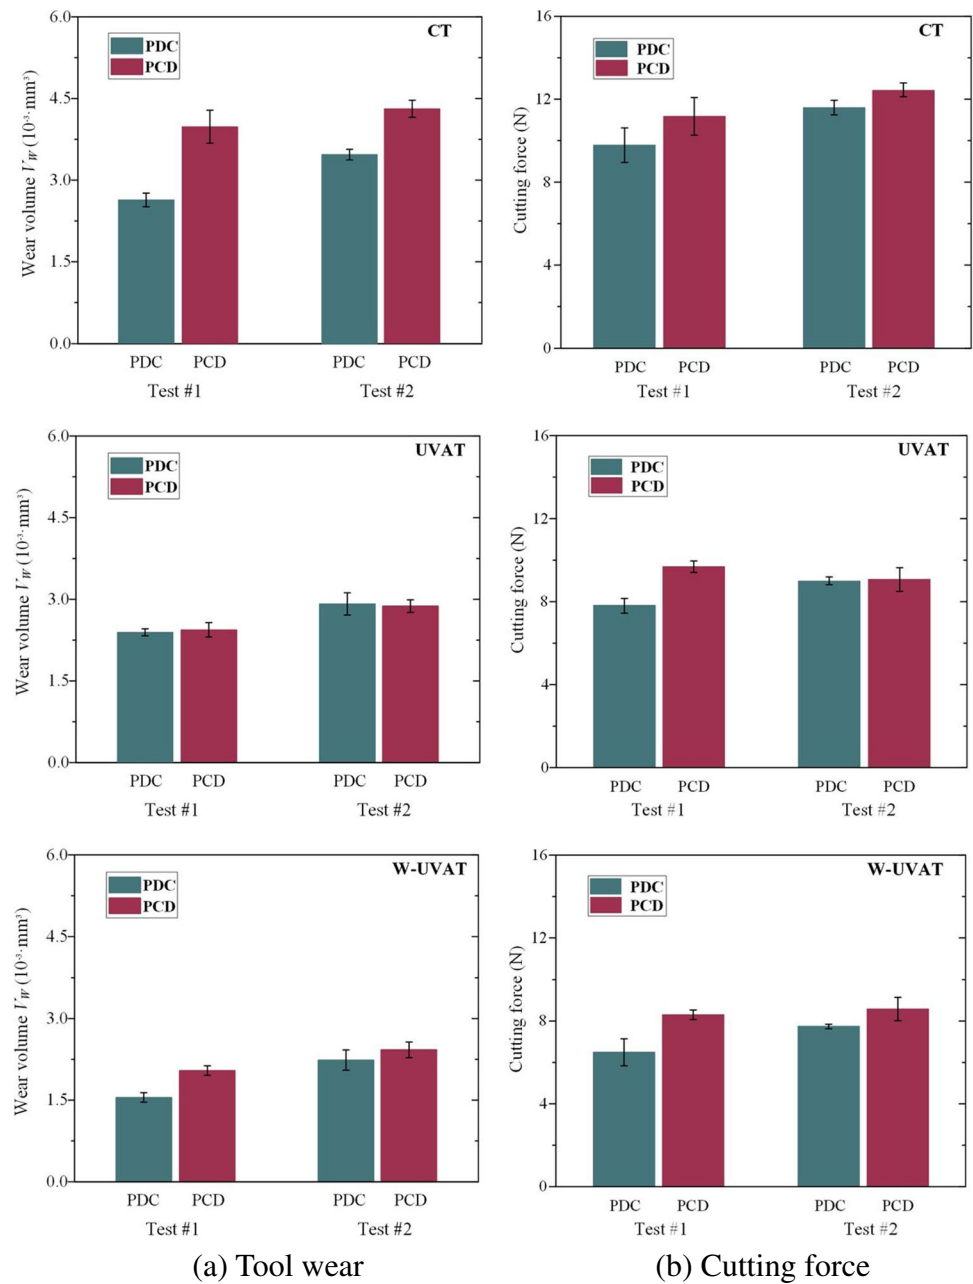 6.0
4.5
3.0
1.5
0.0
Wear volume V_W (10⁻³·mm³)
CT
PDC
PCD
PDC PCD PDC PCD
Test #1 Test #2
16
12
8
4
0
Cutting force (N)
CT
PDC
PCD
PDC PCD PDC PCD
Test #1 Test #2
6.0
4.5
3.0
1.5
0.0
Wear volume V_W (10⁻³·mm³)
UVAT
PDC
PCD
PDC PCD PDC PCD
Test #1 Test #2
16
12
8
4
0
Cutting force (N)
UVAT
PDC
PCD
PDC PCD PDC PCD
Test #1 Test #2
6.0
4.5
3.0
1.5
0.0
Wear volume V_W (10⁻³·mm³)
W-UVAT
PDC
PCD
PDC PCD PDC PCD
Test #1 Test #2
16
12
8
4
0
Cutting force (N)
W-UVAT
PDC
PCD
PDC PCD PDC PCD
Test #1 Test #2
(a) Tool wear
(b) Cutting force